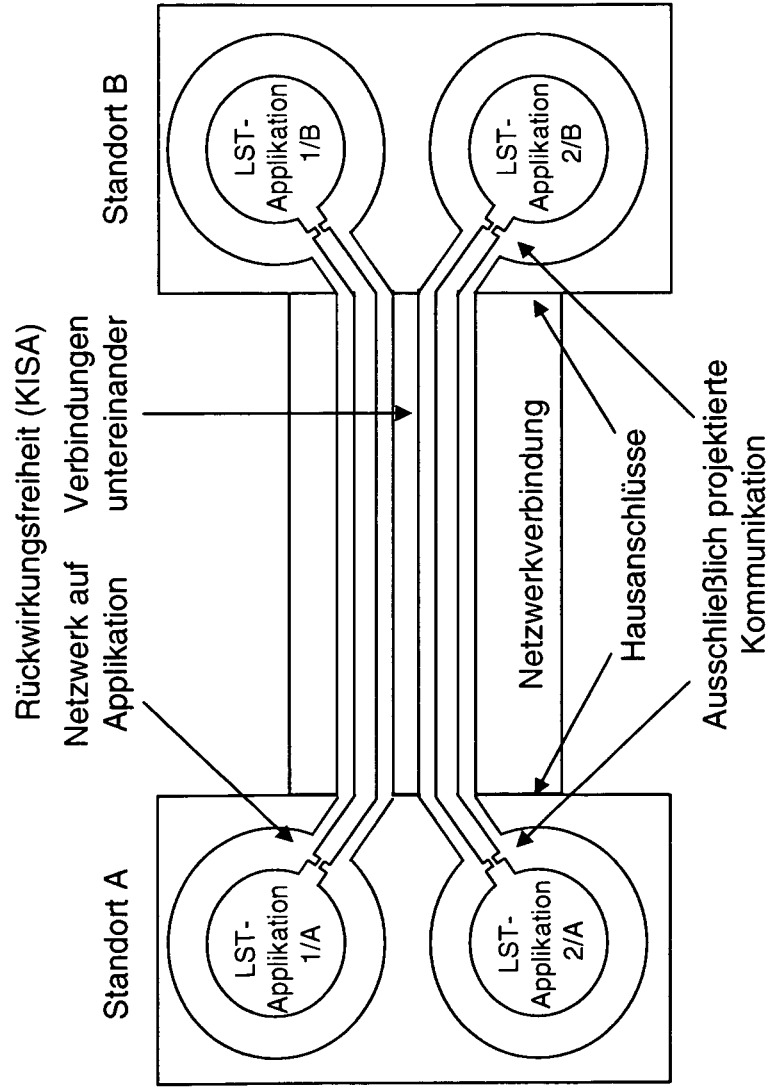 Rückwirkungsfreiheit (KISA)
Netzwerk auf
Applikation
Verbindungen
untereinander
Standort A
Standort B
LST-
Applikation
1/A
LST-
Applikation
1/B
LST-
Applikation
2/A
LST-
Applikation
2/B
Netzwerkverbindung
Hausanschlüsse
Ausschließlich projektierte
Kommunikation